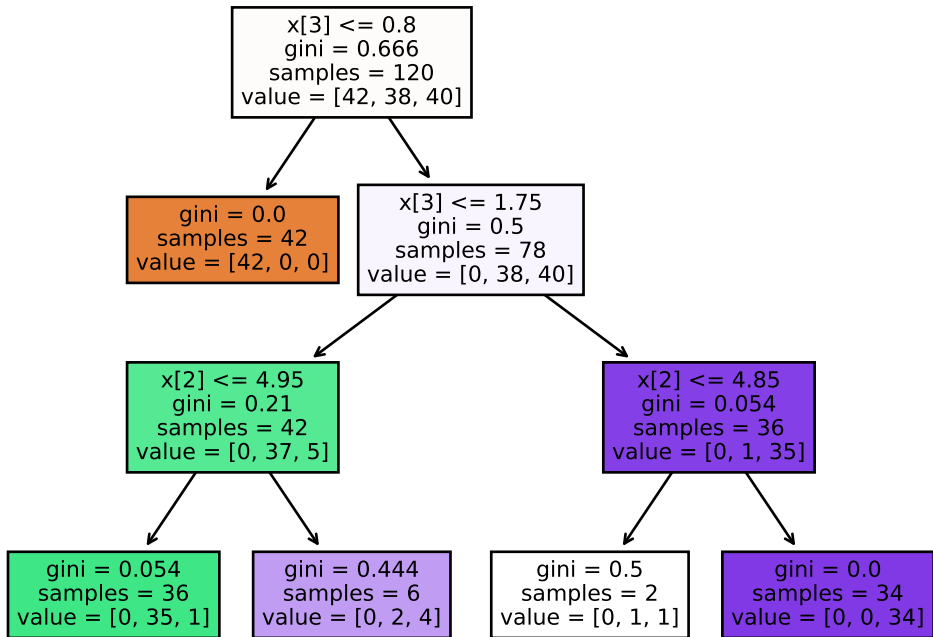 x[3] <= 0.8
gini = 0.666
samples = 120
value = [42, 38, 40]
gini = 0.0
samples = 42
value = [42, 0, 0]
x[3] <= 1.75
gini = 0.5
samples = 78
value = [0, 38, 40]
x[2] <= 4.95
gini = 0.21
samples = 42
value = [0, 37, 5]
x[2] <= 4.85
gini = 0.054
samples = 36
value = [0, 1, 35]
gini = 0.054
samples = 36
value = [0, 35, 1]
gini = 0.444
samples = 6
value = [0, 2, 4]
gini = 0.5
samples = 2
value = [0, 1, 1]
gini = 0.0
samples = 34
value = [0, 0, 34]